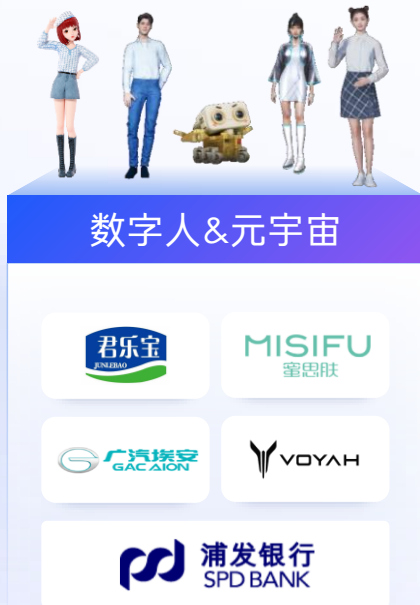 数字人&元宇宙
君乐宝
JUNLEBAO
MISIFU
蜜思肤
广汽埃安
GAC AION
VOYAH
浦发银行
SPD BANK